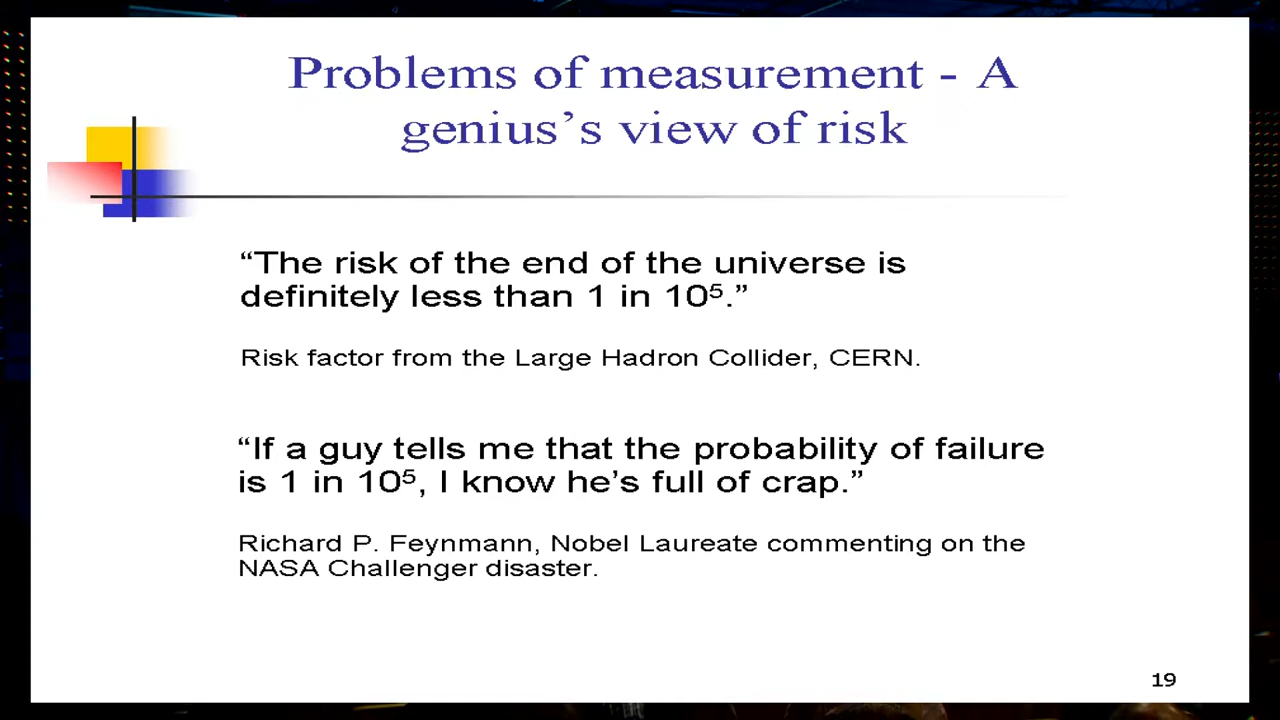 Problems of measurement - A
genius’s view of risk
“The risk of the end of the universe is
definitely less than 1 in 10⁵.”
Risk factor from the Large Hadron Collider, CERN.
“If a guy tells me that the probability of failure
is 1 in 10⁵, I know he’s full of crap.”
Richard P. Feynmann, Nobel Laureate commenting on the
NASA Challenger disaster.
19